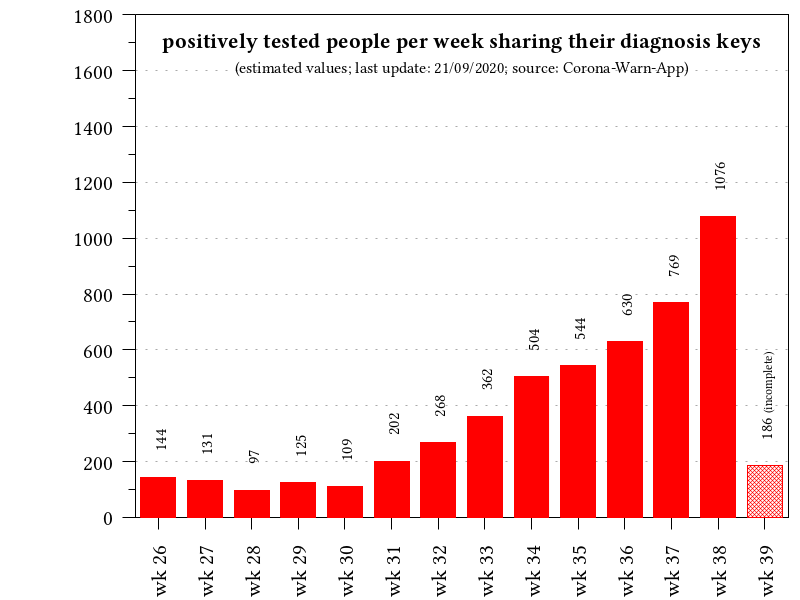 positively tested people per week sharing their diagnosis keys
(estimated values; last update: 21/09/2020; source: Corona-Warn-App)
1800
1600
1400
1200
1000
800
600
400
200
0
144
131
97
125
109
202
268
362
504
544
630
769
1076
186 (incomplete)
wk 26
wk 27
wk 28
wk 29
wk 30
wk 31
wk 32
wk 33
wk 34
wk 35
wk 36
wk 37
wk 38
wk 39